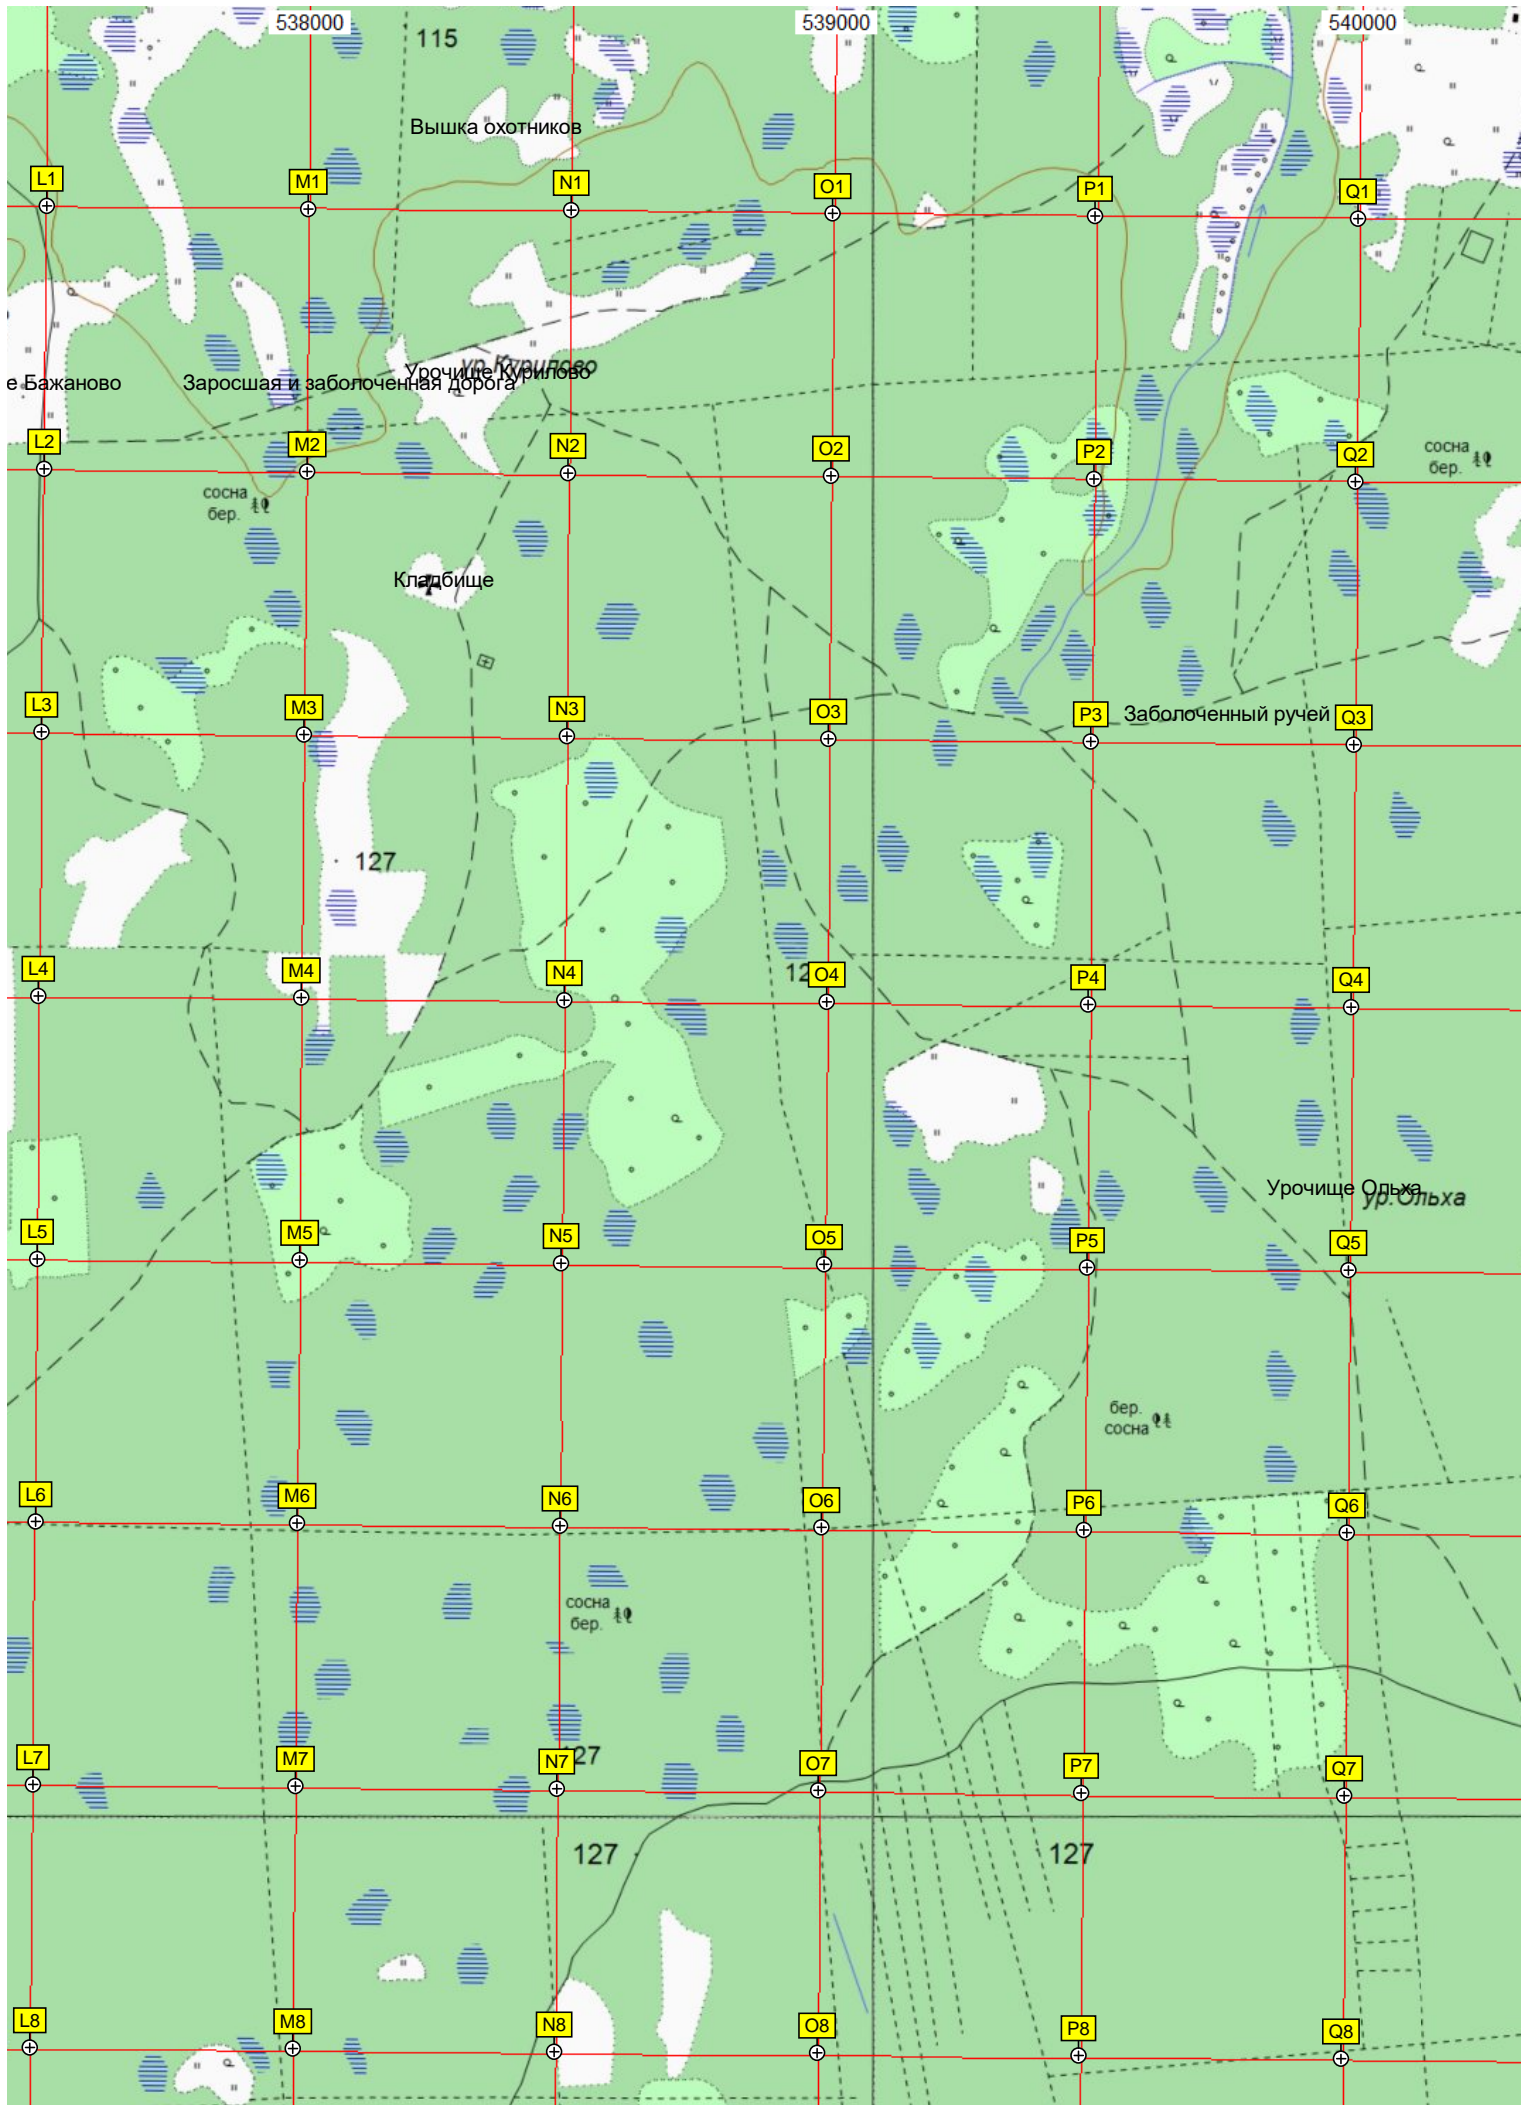 538000
539000
540000
115
Вышка охотников
L1
M1
N1
O1
P1
Q1
ур.Курилово
Урочище Курилово
е Бажаново
Заросшая и заболоченная дорога
L2
M2
N2
O2
P2
Q2
сосна
бер.
сосна
бер.
Кладбище
L3
M3
N3
O3
P3
Заболоченный ручей
Q3
127
L4
M4
N4
12
O4
P4
Q4
Урочище Ольха
ур.Ольха
L5
M5
N5
O5
P5
Q5
бер.
сосна
L6
M6
N6
O6
P6
Q6
сосна
бер.
L7
M7
N7
27
O7
P7
Q7
127
127
L8
M8
N8
O8
P8
Q8